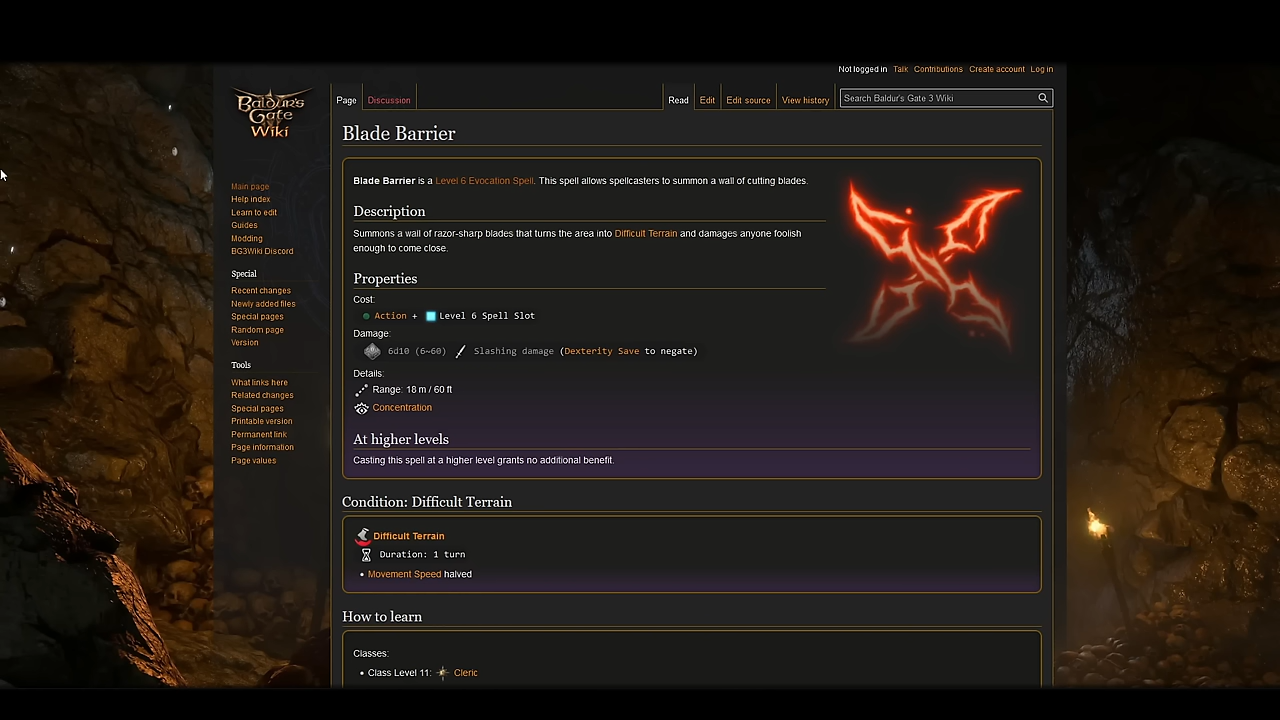 Not logged in Talk Contributions Create account Log in
Baldur's Gate Wiki
Page Discussion Read Edit Edit source View history Search Baldur's Gate 3 Wiki
Blade Barrier
Main page
Help index
Learn to edit
Guides
Modding
BG3Wiki Discord
Special
Recent changes
Newly added files
Special pages
Random page
Version
Tools
What links here
Related changes
Special pages
Printable version
Permanent link
Page information
Page values
Blade Barrier is a Level 6 Evocation Spell. This spell allows spellcasters to summon a wall of cutting blades.
Description
Summons a wall of razor-sharp blades that turns the area into Difficult Terrain and damages anyone foolish
enough to come close.
Properties
Cost:
Action + Level 6 Spell Slot
Damage:
6d10 (6~60) Slashing damage (Dexterity Save to negate)
Details:
Range: 18 m / 60 ft
Concentration
At higher levels
Casting this spell at a higher level grants no additional benefit.
Condition: Difficult Terrain
Difficult Terrain
Duration: 1 turn
• Movement Speed halved
How to learn
Classes:
• Class Level 11: Cleric